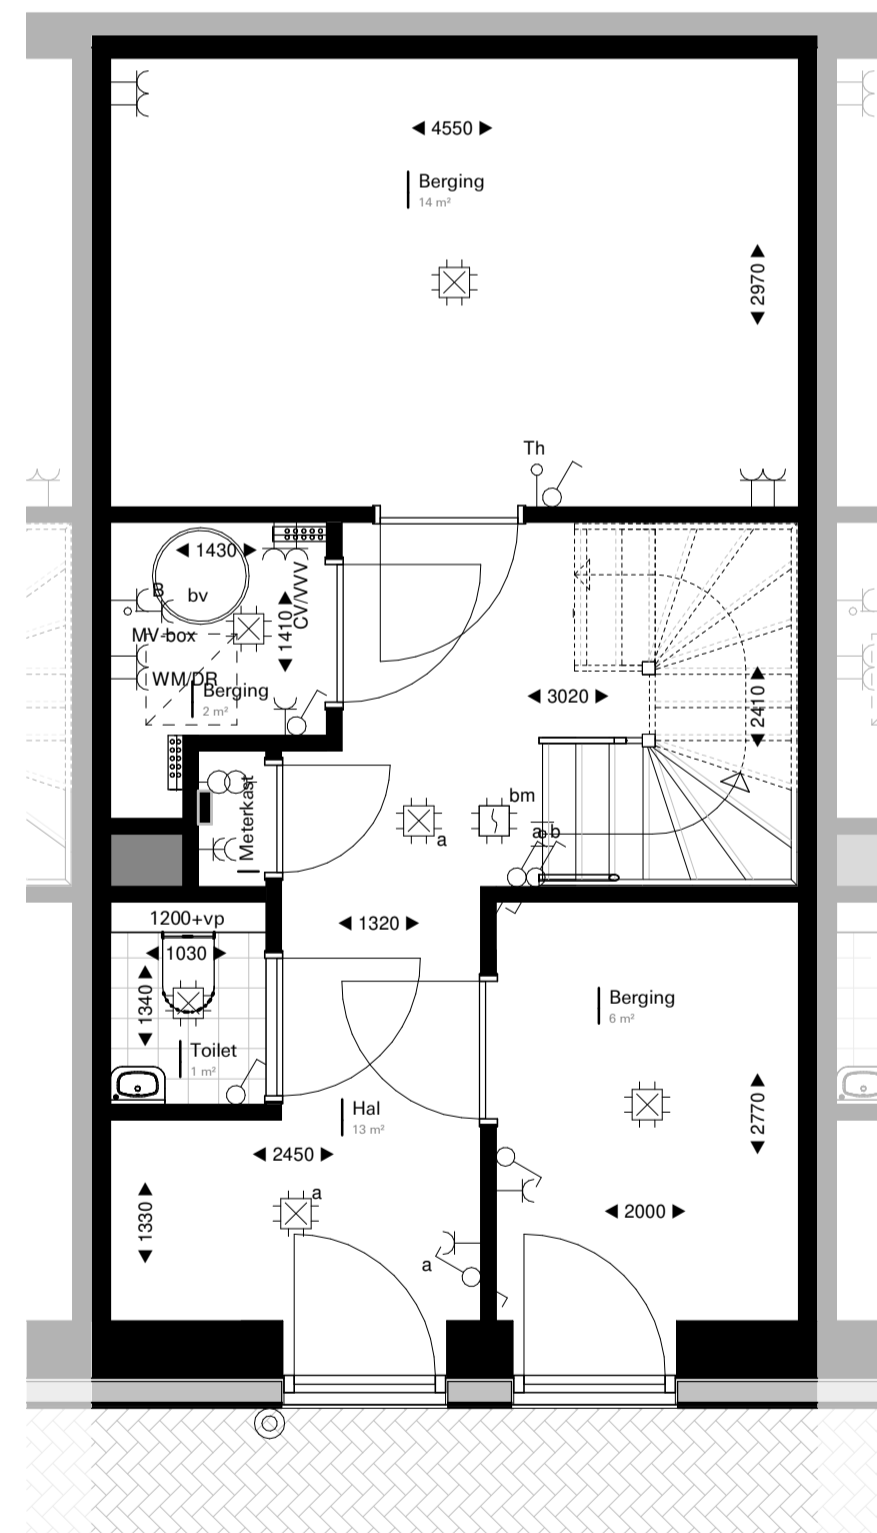 4550
Berging
14 m²
2970
Th
1430
B
bv
CV/VVV
1410
MV-box
WM/DR
Berging
2 m²
3020
2410
Meterkast
bm
a
a b
1200+vp
1320
1030
1340
Berging
6 m²
Toilet
1 m²
Hal
13 m²
2770
2450
a
1330
2000
a